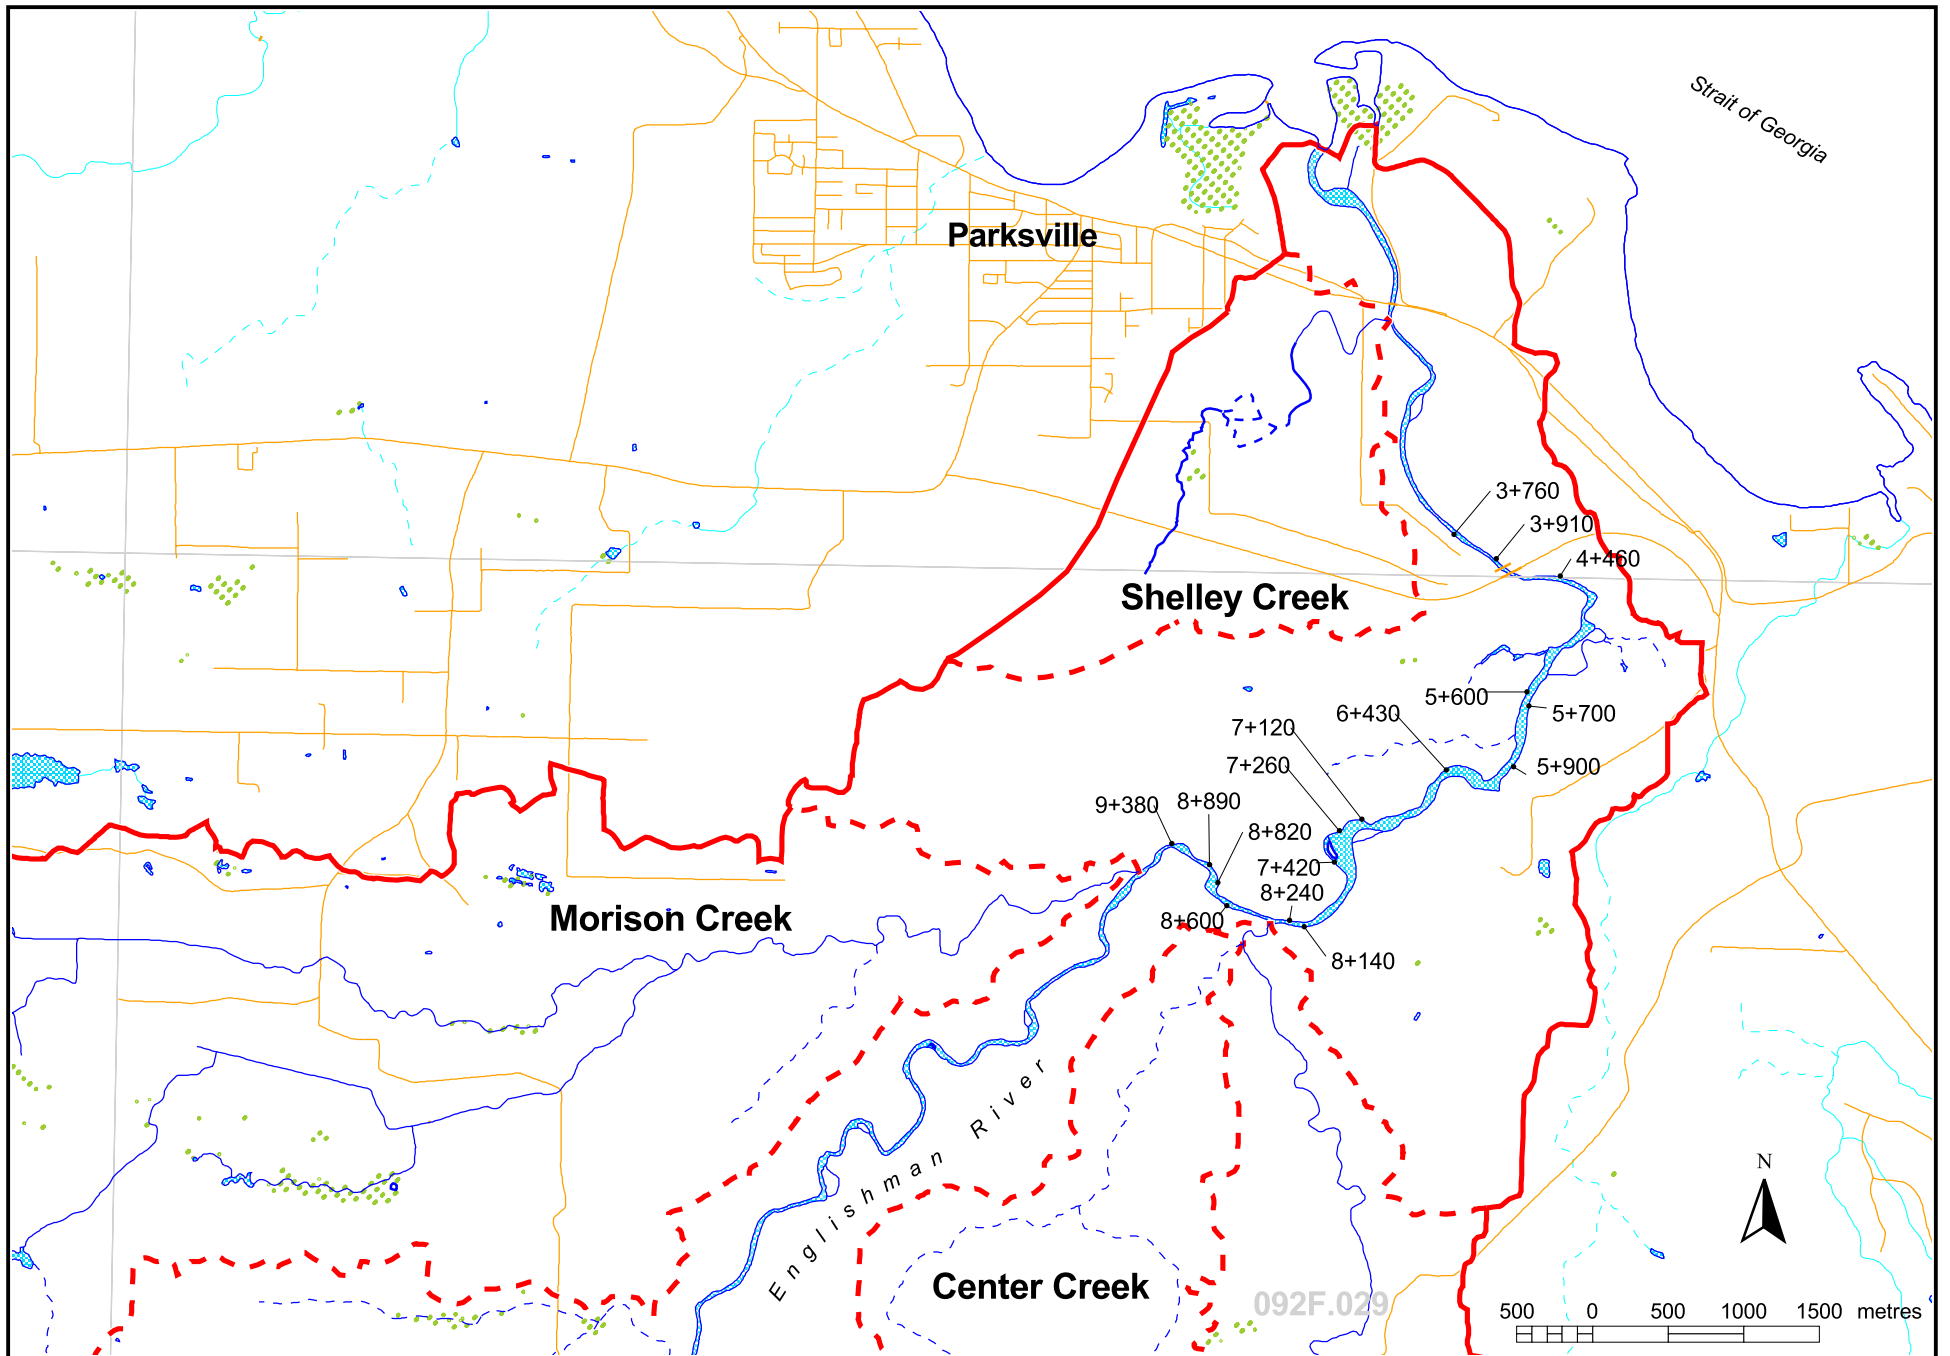 Strait of Georgia
Parksville
3+760
3+910
4+460
Shelley Creek
5+600
5+700
6+430
7+120
5+900
7+260
9+380
8+890
8+820
7+420
8+240
8+600
Morison Creek
8+140
Englishman River
N
Center Creek
092F.029
500 0 500 1000 1500 metres